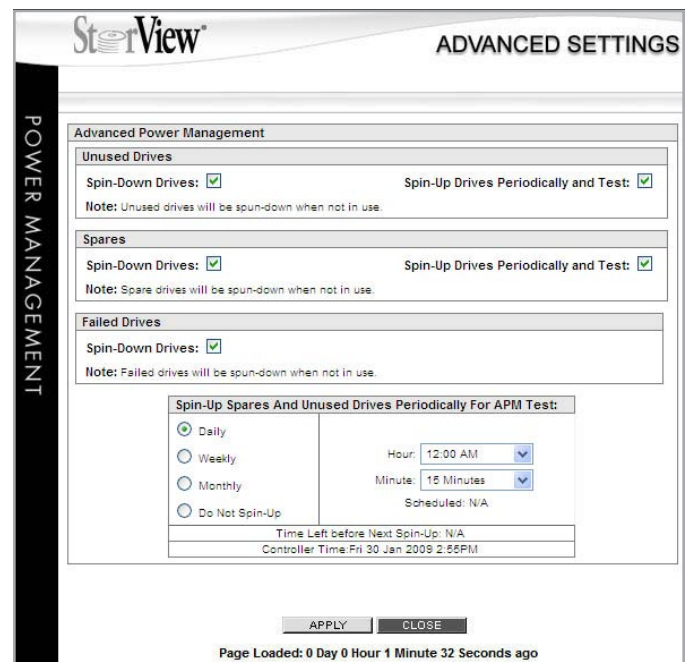 StorView
ADVANCED SETTINGS
POWER MANAGEMENT
Advanced Power Management
Unused Drives
Spin-Down Drives: Spin-Up Drives Periodically and Test:
Note: Unused drives will be spun-down when not in use.
Spares
Spin-Down Drives: Spin-Up Drives Periodically and Test:
Note: Spare drives will be spun-down when not in use.
Failed Drives
Spin-Down Drives:
Note: Failed drives will be spun-down when not in use.
Spin-Up Spares And Unused Drives Periodically For APM Test:
Daily
Weekly
Monthly
Do Not Spin-Up
Hour: 12:00 AM
Minute: 15 Minutes
Scheduled: N/A
Time Left before Next Spin-Up: N/A
Controller Time:Fri 30 Jan 2009 2:55PM
APPLY CLOSE
Page Loaded: 0 Day 0 Hour 1 Minute 32 Seconds ago